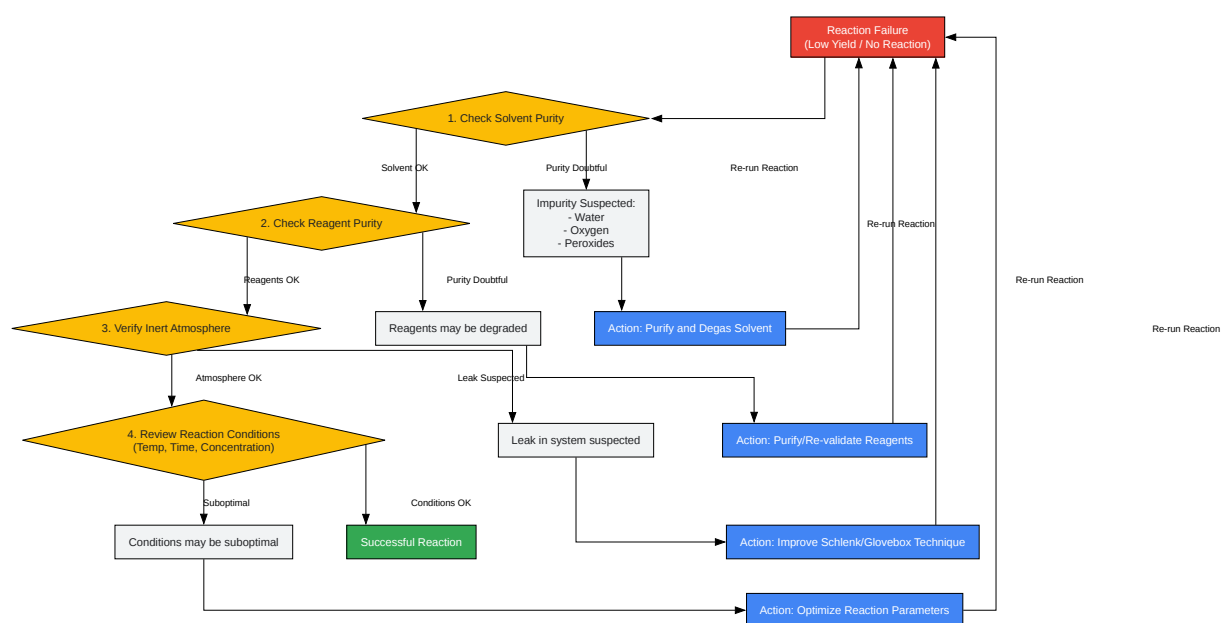 Reaction Failure
(Low Yield / No Reaction)
1. Check Solvent Purity
Solvent OK
Purity Doubtful
Re-run Reaction
Impurity Suspected:
- Water
- Oxygen
- Peroxides
2. Check Reagent Purity
Re-run Reaction
Reagents OK
Purity Doubtful
Re-run Reaction
3. Verify Inert Atmosphere
Reagents may be degraded
Action: Purify and Degas Solvent
Re-run Reaction
Atmosphere OK
Leak Suspected
4. Review Reaction Conditions
(Temp, Time, Concentration)
Leak in system suspected
Action: Purify/Re-validate Reagents
Suboptimal
Conditions OK
Conditions may be suboptimal
Successful Reaction
Action: Improve Schlenk/Glovebox Technique
Action: Optimize Reaction Parameters